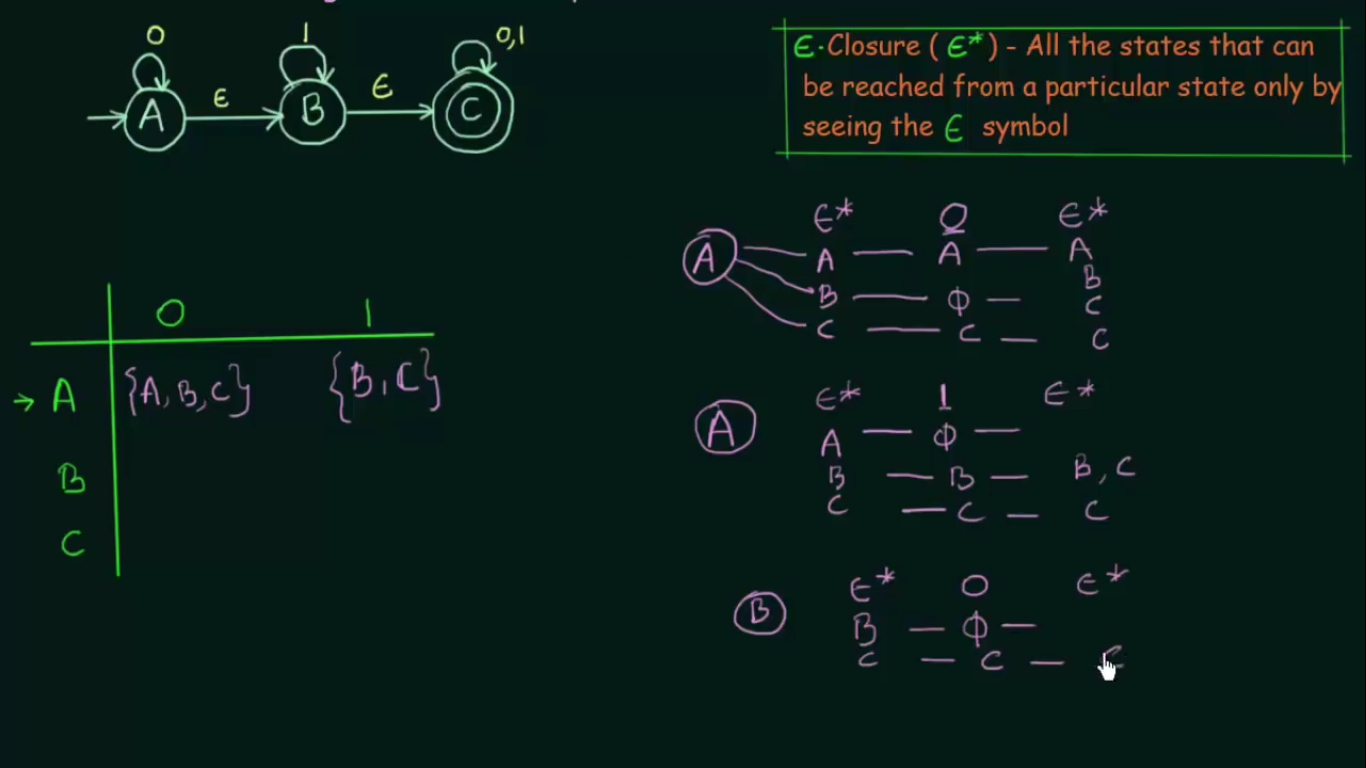 0 1 0,1
A ϵ B ϵ C
ϵ·Closure ( ϵ* ) - All the states that can
be reached from a particular state only by
seeing the ϵ symbol
ϵ* 0 ϵ*
A A — A — A
B
B — ϕ — C
C — C — C
0 1
→ A {A, B, C} {B, C}
B
C
ϵ* 1 ϵ*
A A — ϕ —
B — B — B, C
C — C — C
ϵ* 0 ϵ*
B B — ϕ —
C — C — C